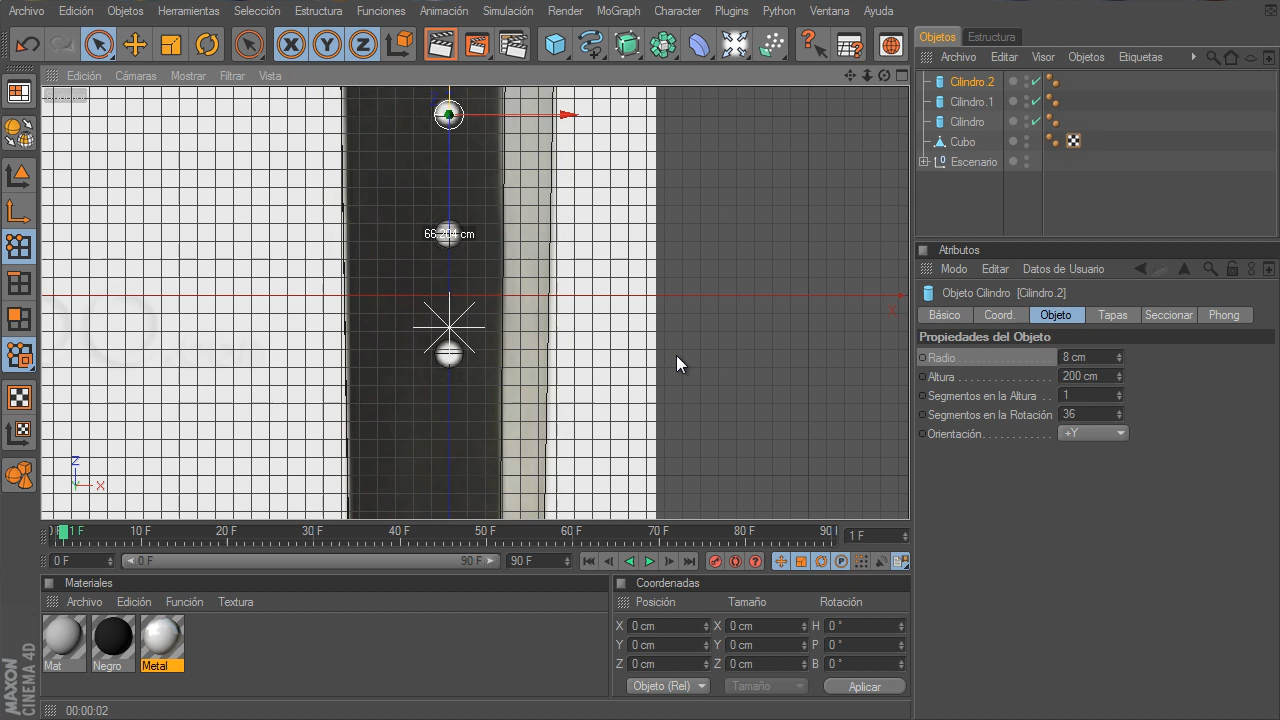 Archivo Edición Objetos Herramientas Selección Estructura Funciones Animación Simulación Render MoGraph Character Plugins Python Ventana Ayuda
Objetos Estructura
Archivo Editar Visor Objetos Etiquetas
Edición Cámaras Mostrar Filtrar Vista
Cilindro.2
Cilindro.1
Cilindro
Cubo
Escenario
X Y Z
66.204 cm
X
Z
Y X
Atributos
Modo Editar Datos de Usuario
Objeto Cilindro [Cilindro.2]
Básico Coord. Objeto Tapas Seccionar Phong
Propiedades del Objeto
Radio 8 cm
Altura 200 cm
Segmentos en la Altura 1
Segmentos en la Rotación 36
Orientación +Y
1 F 10 F 20 F 30 F 40 F 50 F 60 F 70 F 80 F 90 1 F
0 F 0 F 90 F 90 F
Materiales
Archivo Edición Función Textura
Mat Negro Metal
Coordenadas
Posición Tamaño Rotación
X 0 cm X 0 cm H 0 °
Y 0 cm Y 0 cm P 0 °
Z 0 cm Z 0 cm B 0 °
Objeto (Rel) Tamaño Aplicar
MAXON
CINEMA 4D
00:00:02